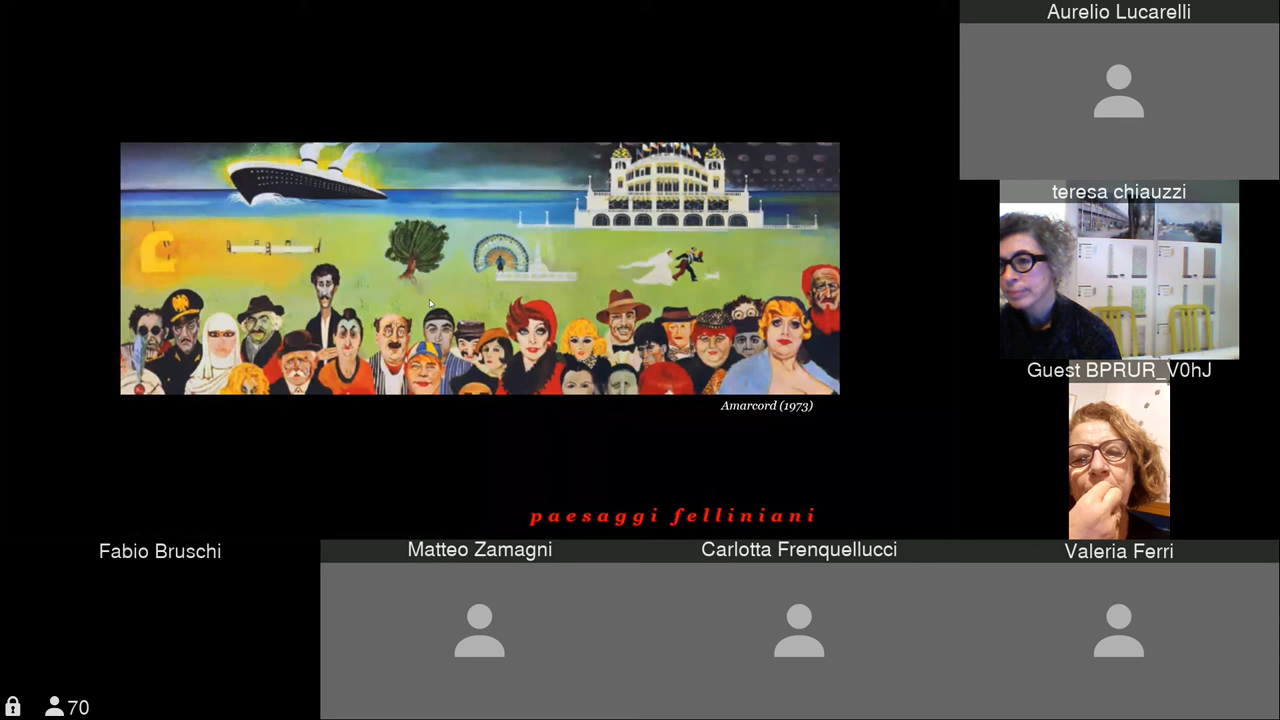 Aurelio Lucarelli
teresa chiauzzi
Guest BPRUR_V0hJ
Amarcord (1973)
paesaggi felliniani
Fabio Bruschi
Matteo Zamagni
Carlotta Frenquellucci
Valeria Ferri
70